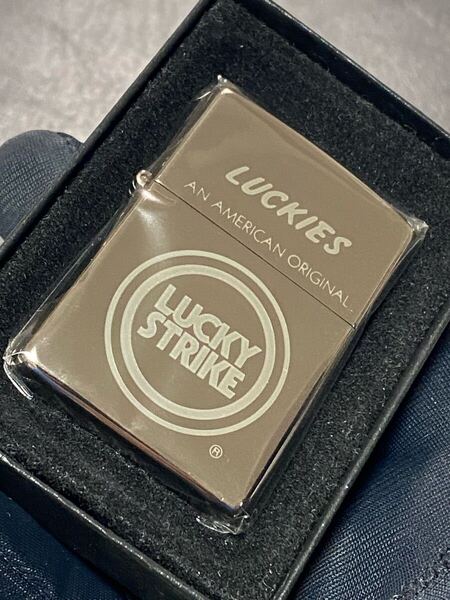 LUCKIES
AN AMERICAN ORIGINAL.
LUCKY
STRIKE
®